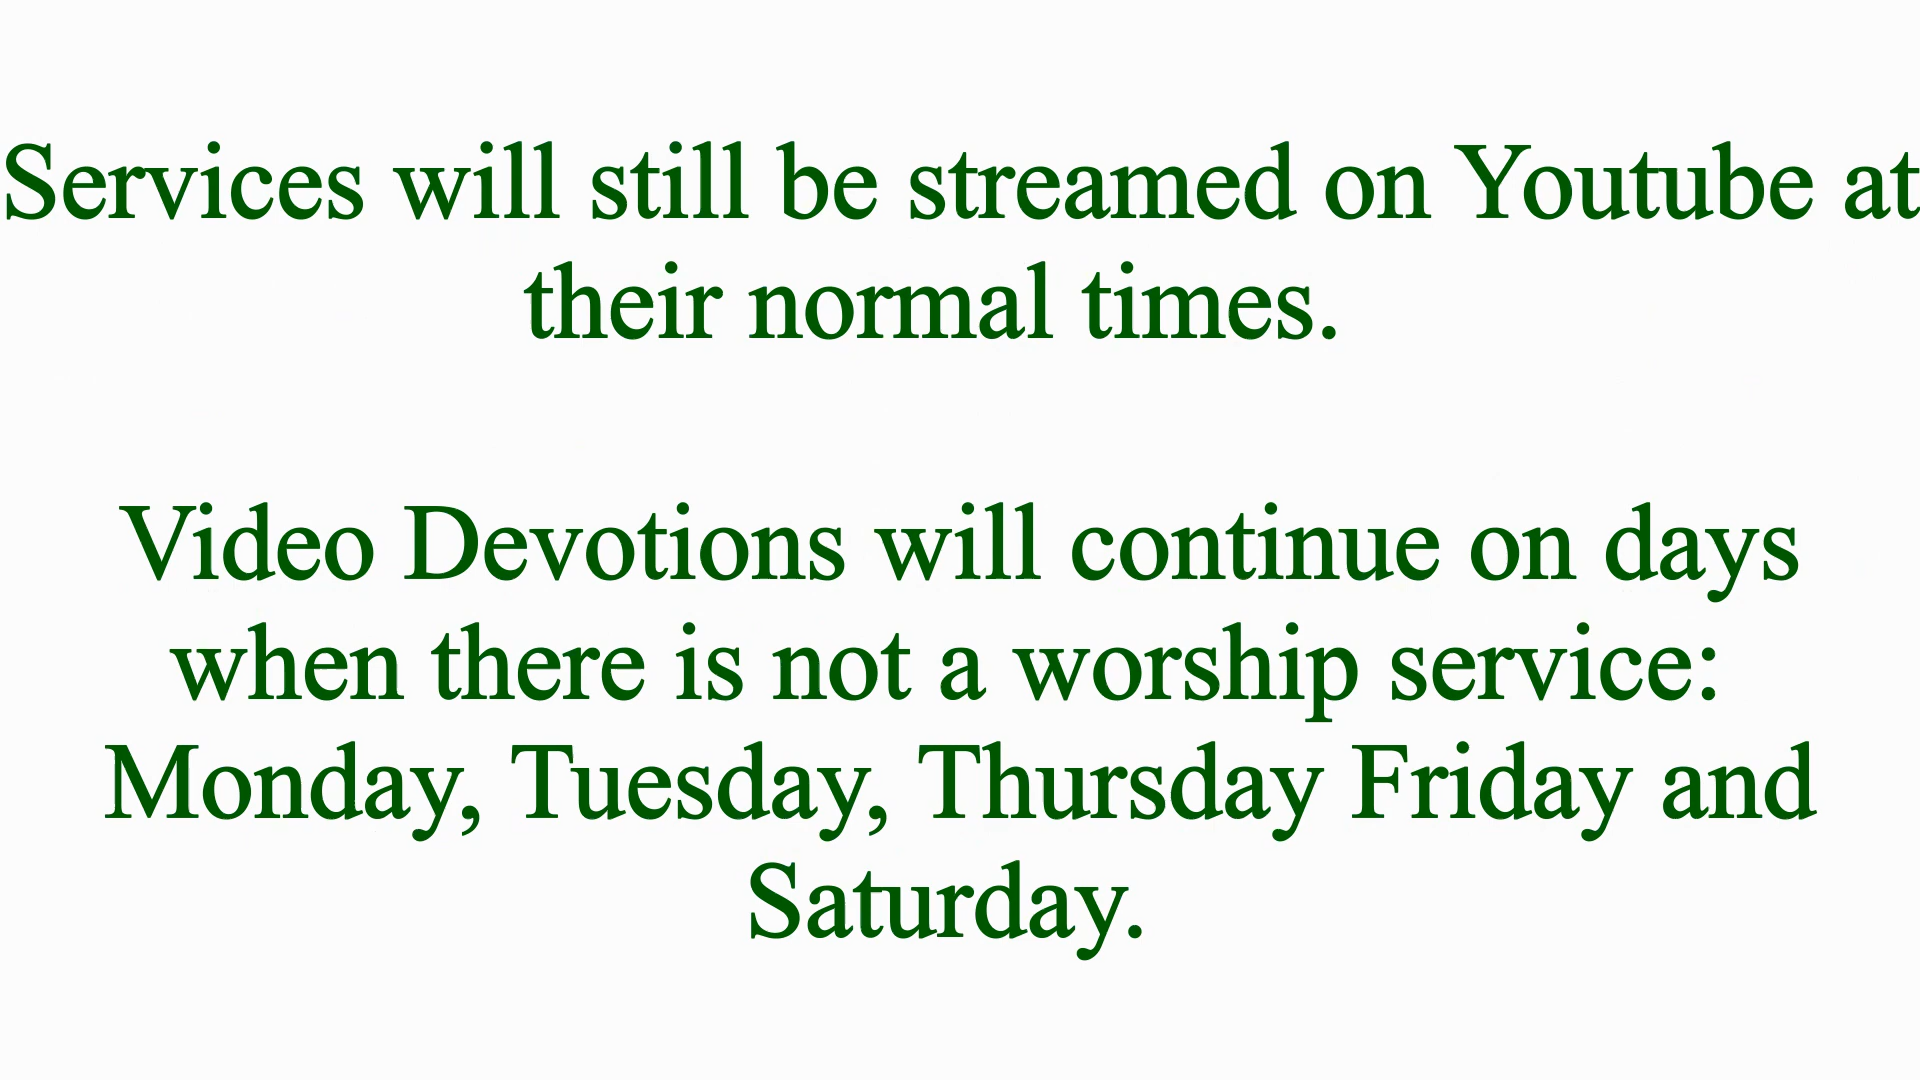 Services will still be streamed on Youtube at
their normal times.
Video Devotions will continue on days
when there is not a worship service:
Monday, Tuesday, Thursday Friday and
Saturday.